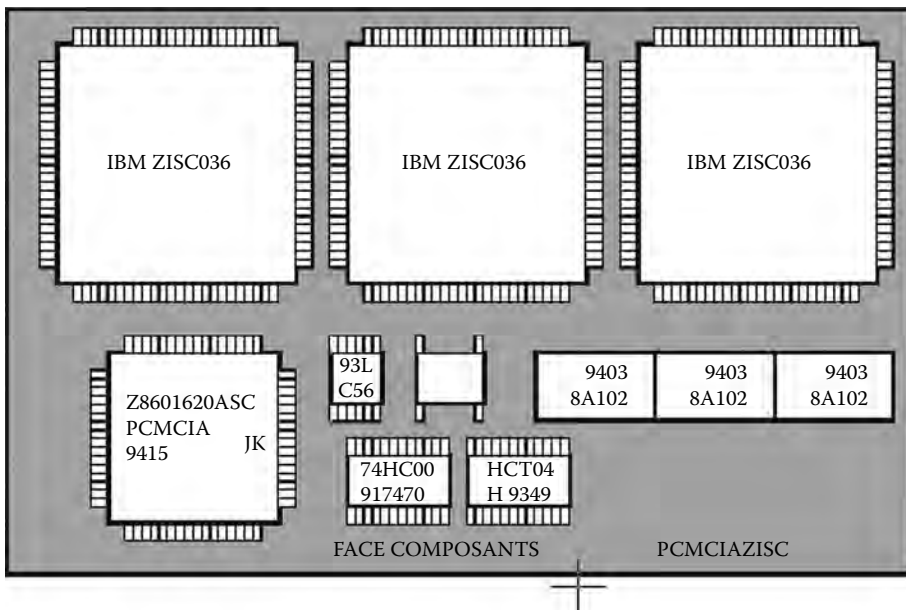 IBM ZISC036
IBM ZISC036
IBM ZISC036
Z8601620ASC
PCMCIA
9415 JK
93L
C56
9403
8A102
9403
8A102
9403
8A102
74HC00
917470
HCT04
H 9349
FACE COMPOSANTS
PCMCIAZISC